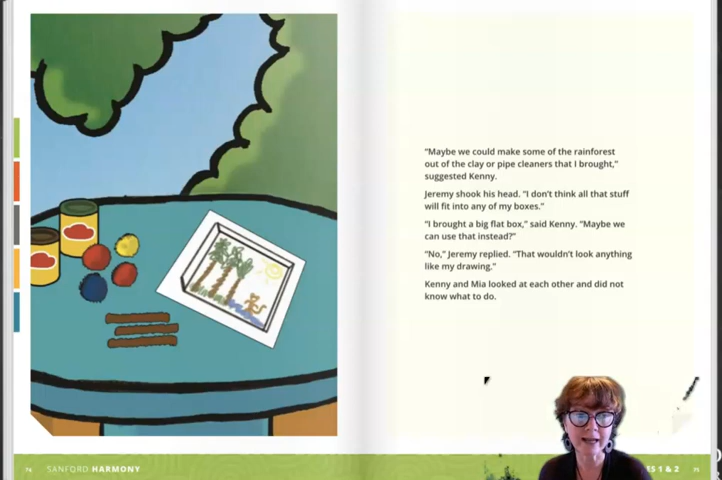 "Maybe we could make some of the rainforest
out of the clay or pipe cleaners that I brought,"
suggested Kenny.
Jeremy shook his head. "I don't think all that stuff
will fit into any of my boxes."
"I brought a big flat box," said Kenny. "Maybe we
can use that instead?"
"No," Jeremy replied. "That wouldn't look anything
like my drawing."
Kenny and Mia looked at each other and did not
know what to do.
74 SANFORD HARMONY
ES 1 & 2 75